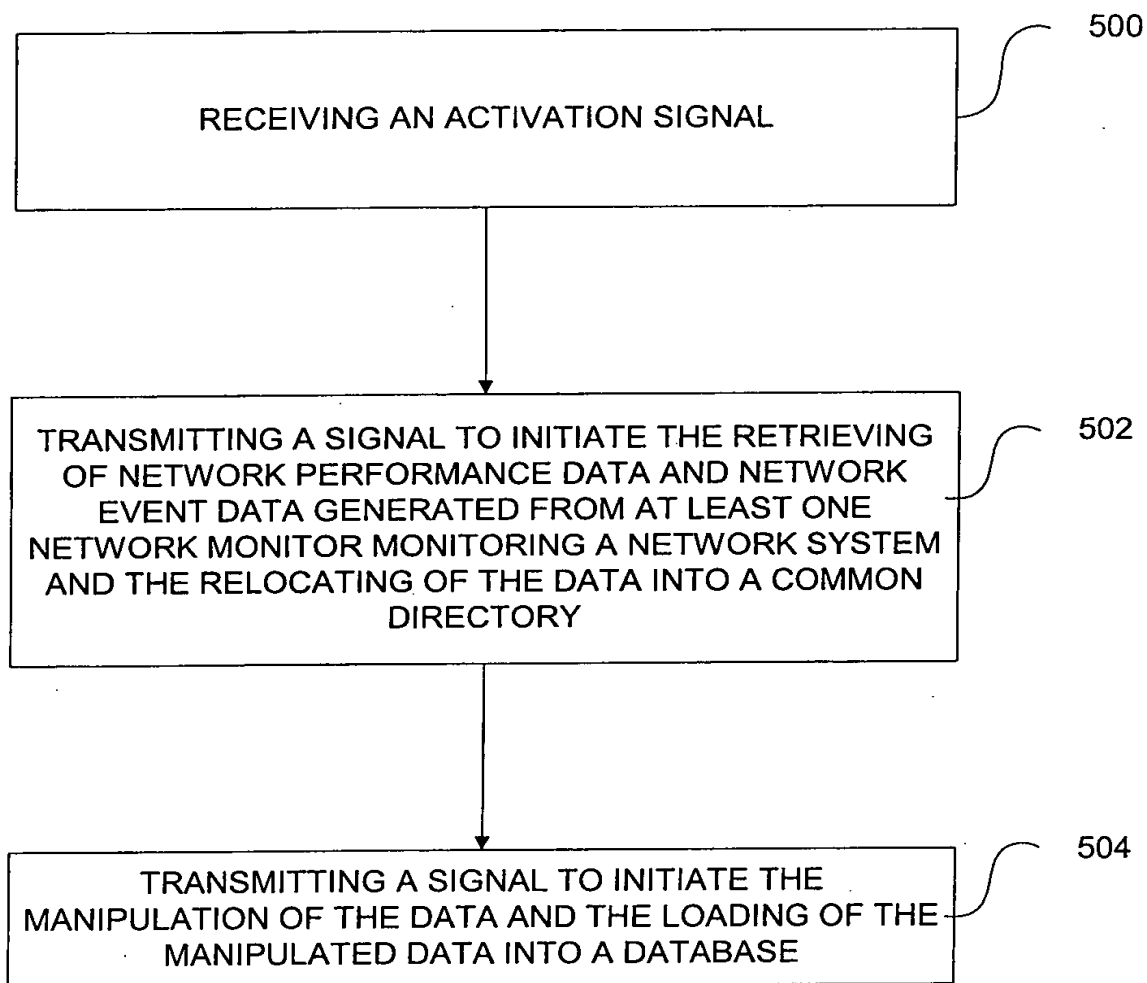 500
RECEIVING AN ACTIVATION SIGNAL
502
TRANSMITTING A SIGNAL TO INITIATE THE RETRIEVING
OF NETWORK PERFORMANCE DATA AND NETWORK
EVENT DATA GENERATED FROM AT LEAST ONE
NETWORK MONITOR MONITORING A NETWORK SYSTEM
AND THE RELOCATING OF THE DATA INTO A COMMON
DIRECTORY
504
TRANSMITTING A SIGNAL TO INITIATE THE
MANIPULATION OF THE DATA AND THE LOADING OF THE
MANIPULATED DATA INTO A DATABASE